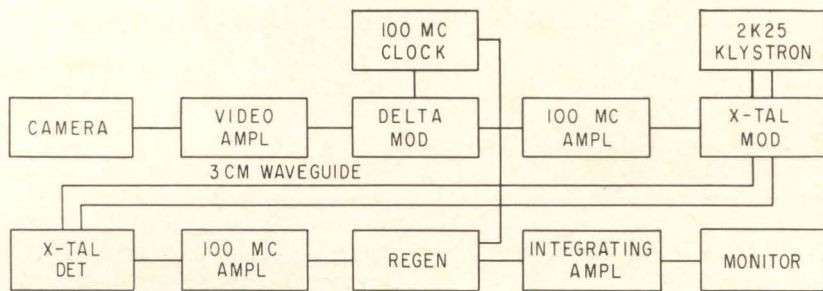 100 MC
CLOCK
2K25
KLYSTRON
CAMERA
VIDEO
AMPL
DELTA
MOD
100 MC
AMPL
X-TAL
MOD
3 CM WAVEGUIDE
X-TAL
DET
100 MC
AMPL
REGEN
INTEGRATING
AMPL
MONITOR